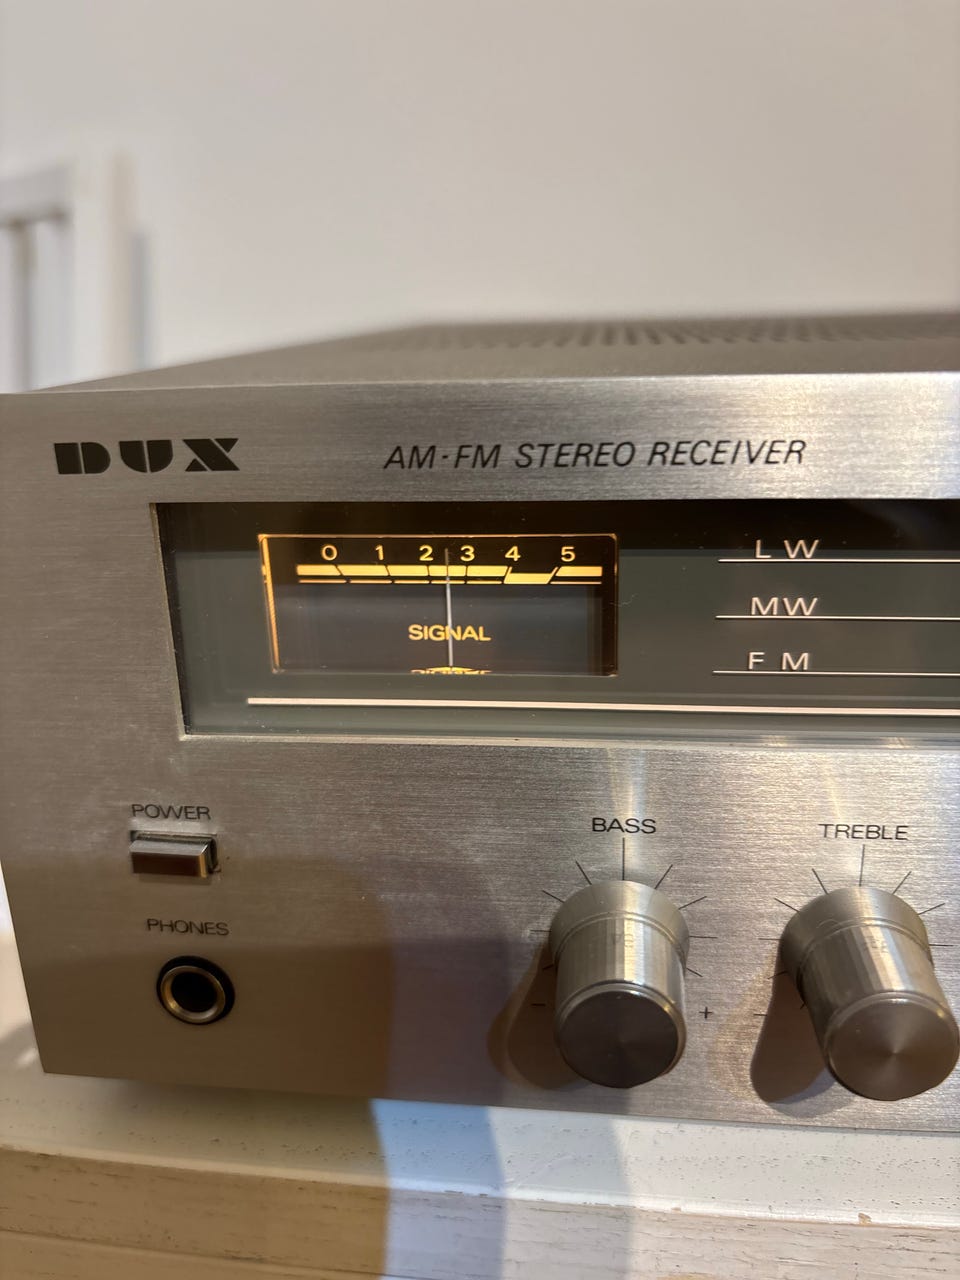 DUX
AM-FM STEREO RECEIVER
0 1 2 3 4 5
SIGNAL
LW
MW
FM
POWER
BASS
TREBLE
PHONES
- +
-